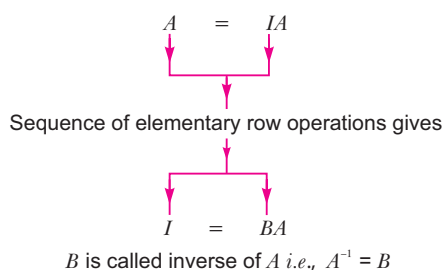 A = IA
Sequence of elementary row operations gives
I = BA
B is called inverse of A i.e., A⁻¹ = B